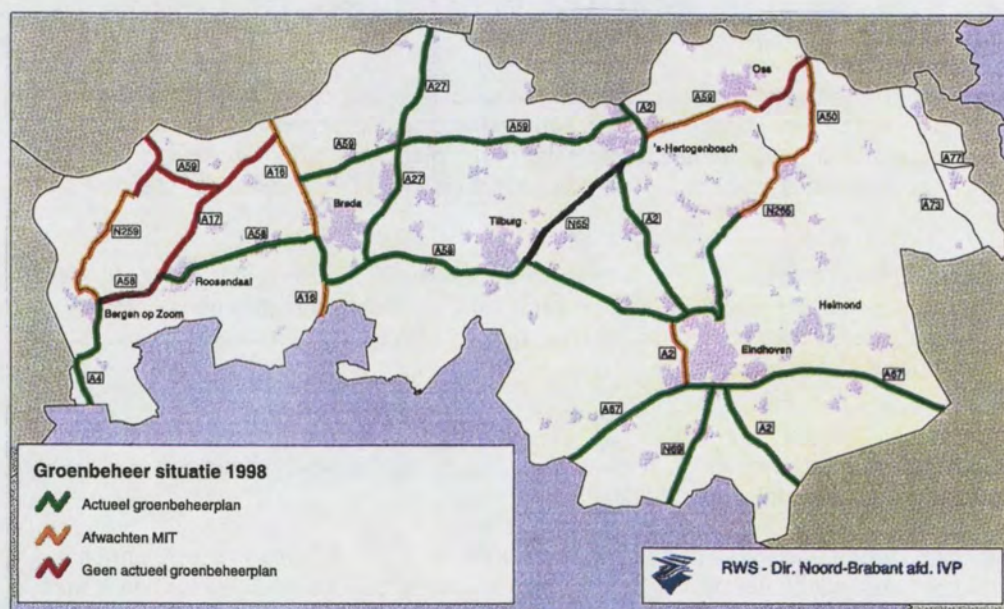 A27
Oss
A2
A59
A59
A50
A59
's-Hertogenbosch
A59
A16
A27
A77
Breda
A73
A17
Tilburg
N65
A2
N259
A58
A58
Roosendaal
A58
A16
Helmond
Bergen op Zoom
A2
Eindhoven
A4
A67
A67
N69
A2
Groenbeheer situatie 1998
Actueel groenbeheerplan
Afwachten MIT
Geen actueel groenbeheerplan
RWS - Dir. Noord-Brabant afd. IVP